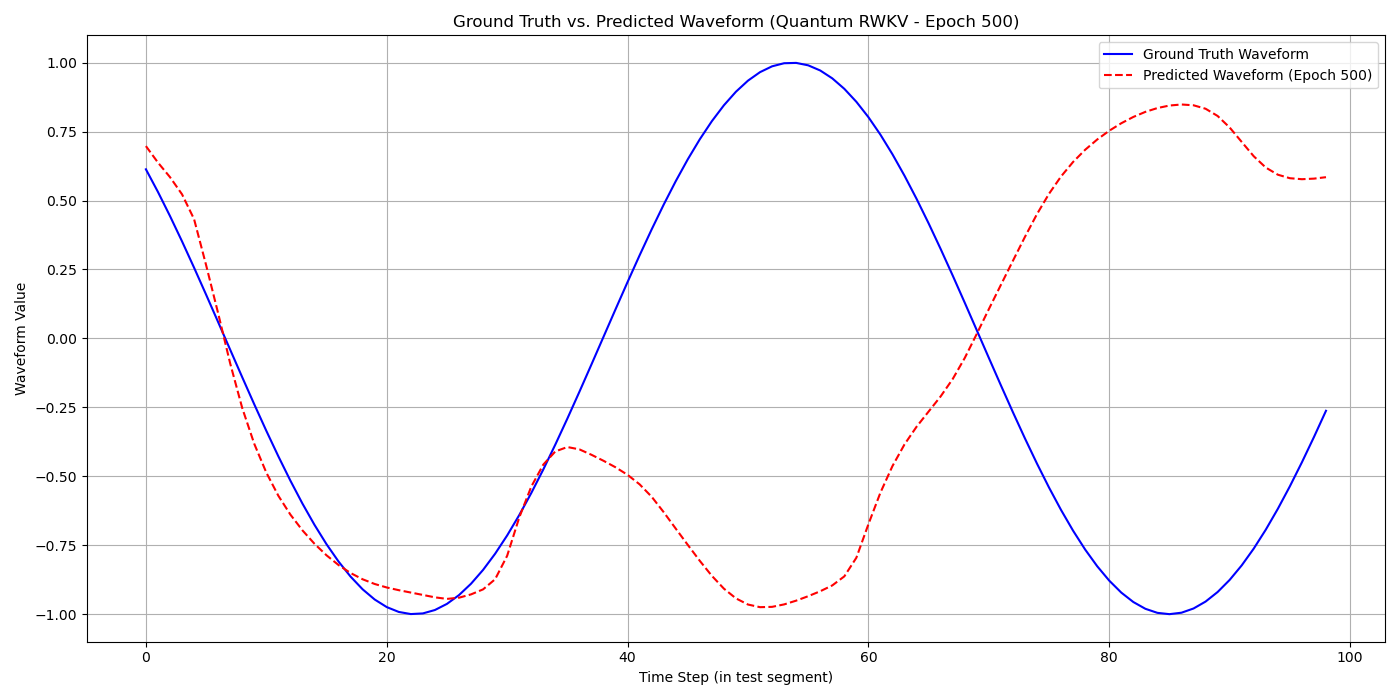 Ground Truth vs. Predicted Waveform (Quantum RWKV - Epoch 500)
Ground Truth Waveform
Predicted Waveform (Epoch 500)
Waveform Value
1.00
0.75
0.50
0.25
0.00
−0.25
−0.50
−0.75
−1.00
0 20 40 60 80 100
Time Step (in test segment)